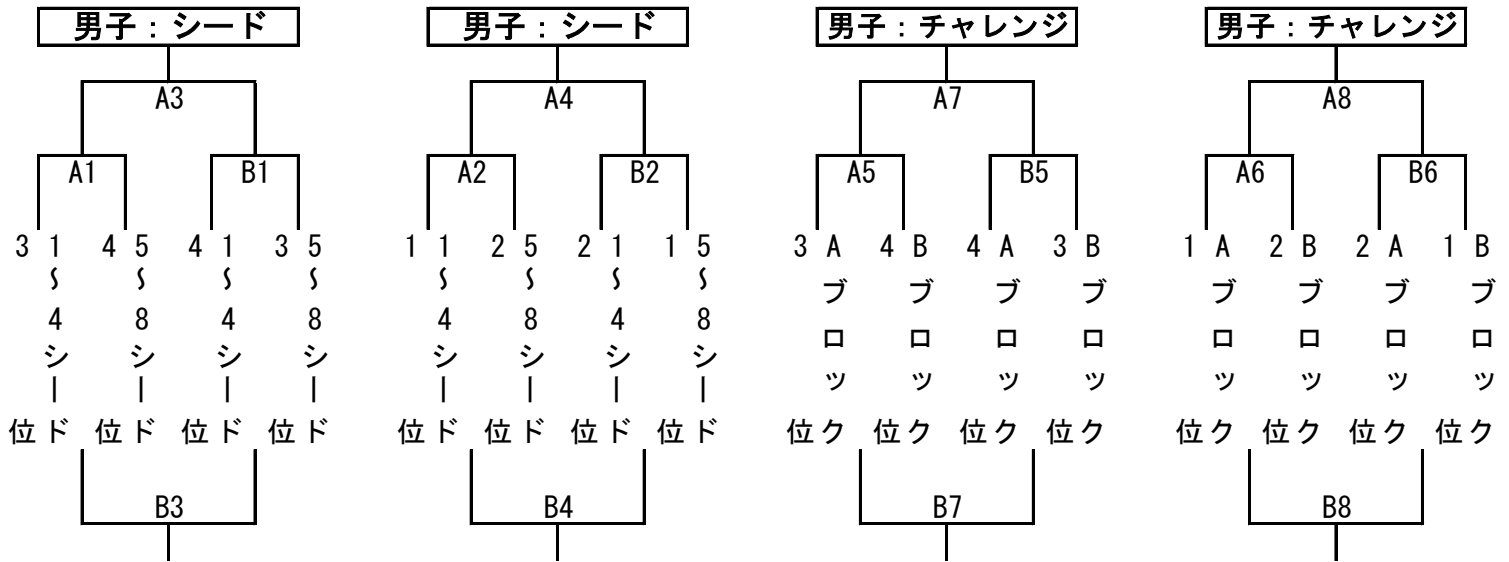 男子：シード
男子：シード
男子：チャレンジ
男子：チャレンジ
A3
A4
A7
A8
A1
B1
A2
B2
A5
B5
A6
B6
1～4シード
3位
5～8シード
4位
1～4シード
4位
5～8シード
3位
1～4シード
1位
5～8シード
2位
1～4シード
2位
5～8シード
1位
Aブロック
3位
Bブロック
4位
Aブロック
4位
Bブロック
3位
Aブロック
1位
Bブロック
2位
Aブロック
2位
Bブロック
1位
B3
B4
B7
B8